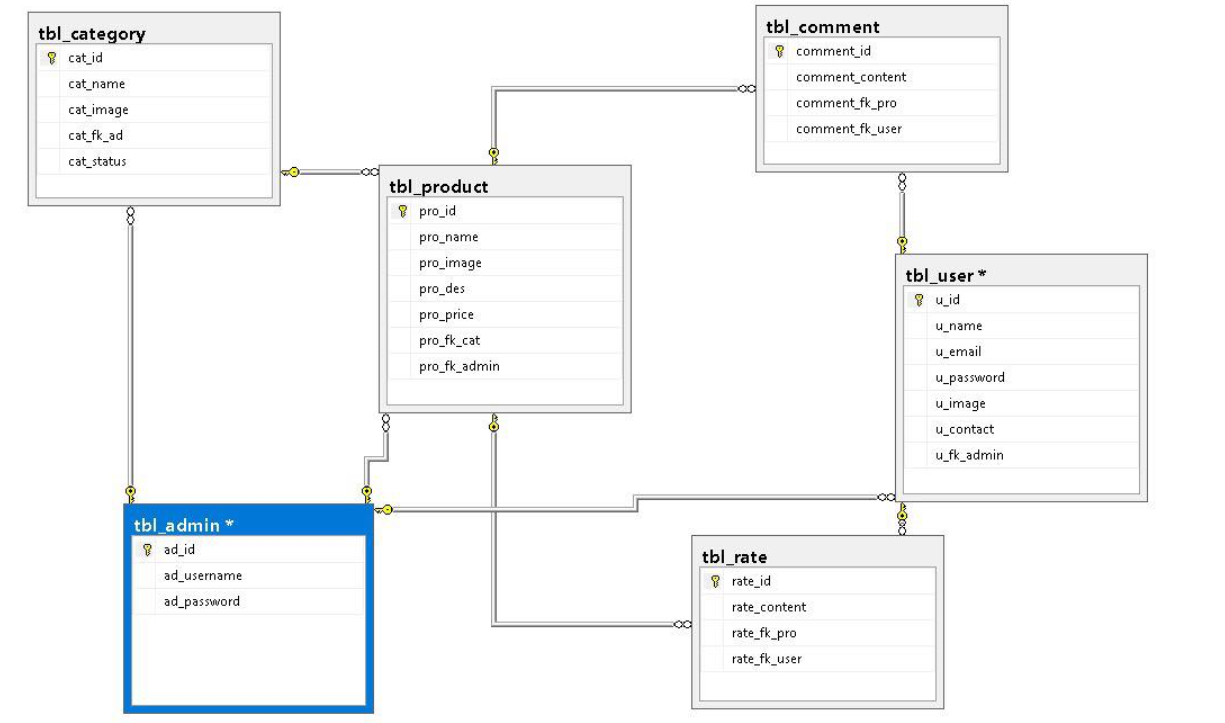 tbl_category
cat_id
cat_name
cat_image
cat_fk_ad
cat_status
tbl_comment
comment_id
comment_content
comment_fk_pro
comment_fk_user
tbl_product
pro_id
pro_name
pro_image
pro_des
pro_price
pro_fk_cat
pro_fk_admin
tbl_user *
u_id
u_name
u_email
u_password
u_image
u_contact
u_fk_admin
tbl_admin *
ad_id
ad_username
ad_password
tbl_rate
rate_id
rate_content
rate_fk_pro
rate_fk_user